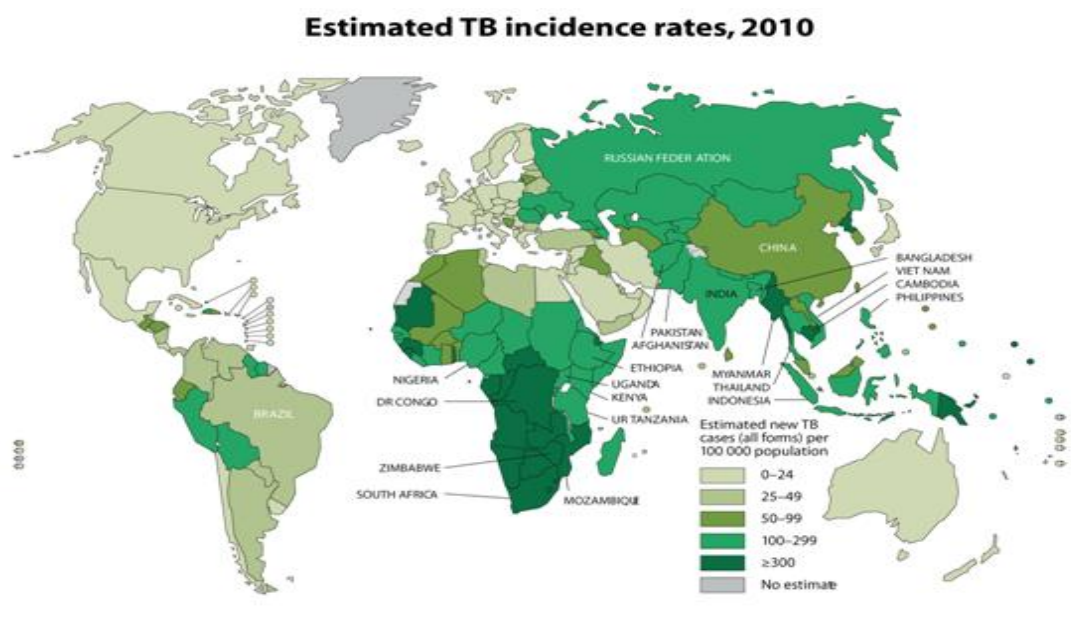 Estimated TB incidence rates, 2010
RUSSIAN FEDER ATION
CHINA
BANGLADESH
VIET NAM
CAMBODIA
PHILIPPINES
INDIA
PAKISTAN
AFGHANISTAN
ETHIOPIA
MYANMAR
THAILAND
INDONESIA
NIGERIA
UGANDA
KENYA
DR CONGO
UR TANZANIA
BRAZIL
ZIMBABWE
SOUTH AFRICA
MOZAMBIQUE
Estimated new TB
cases (all forms) per
100 000 population
0–24
25–49
50–99
100–299
≥300
No estimate